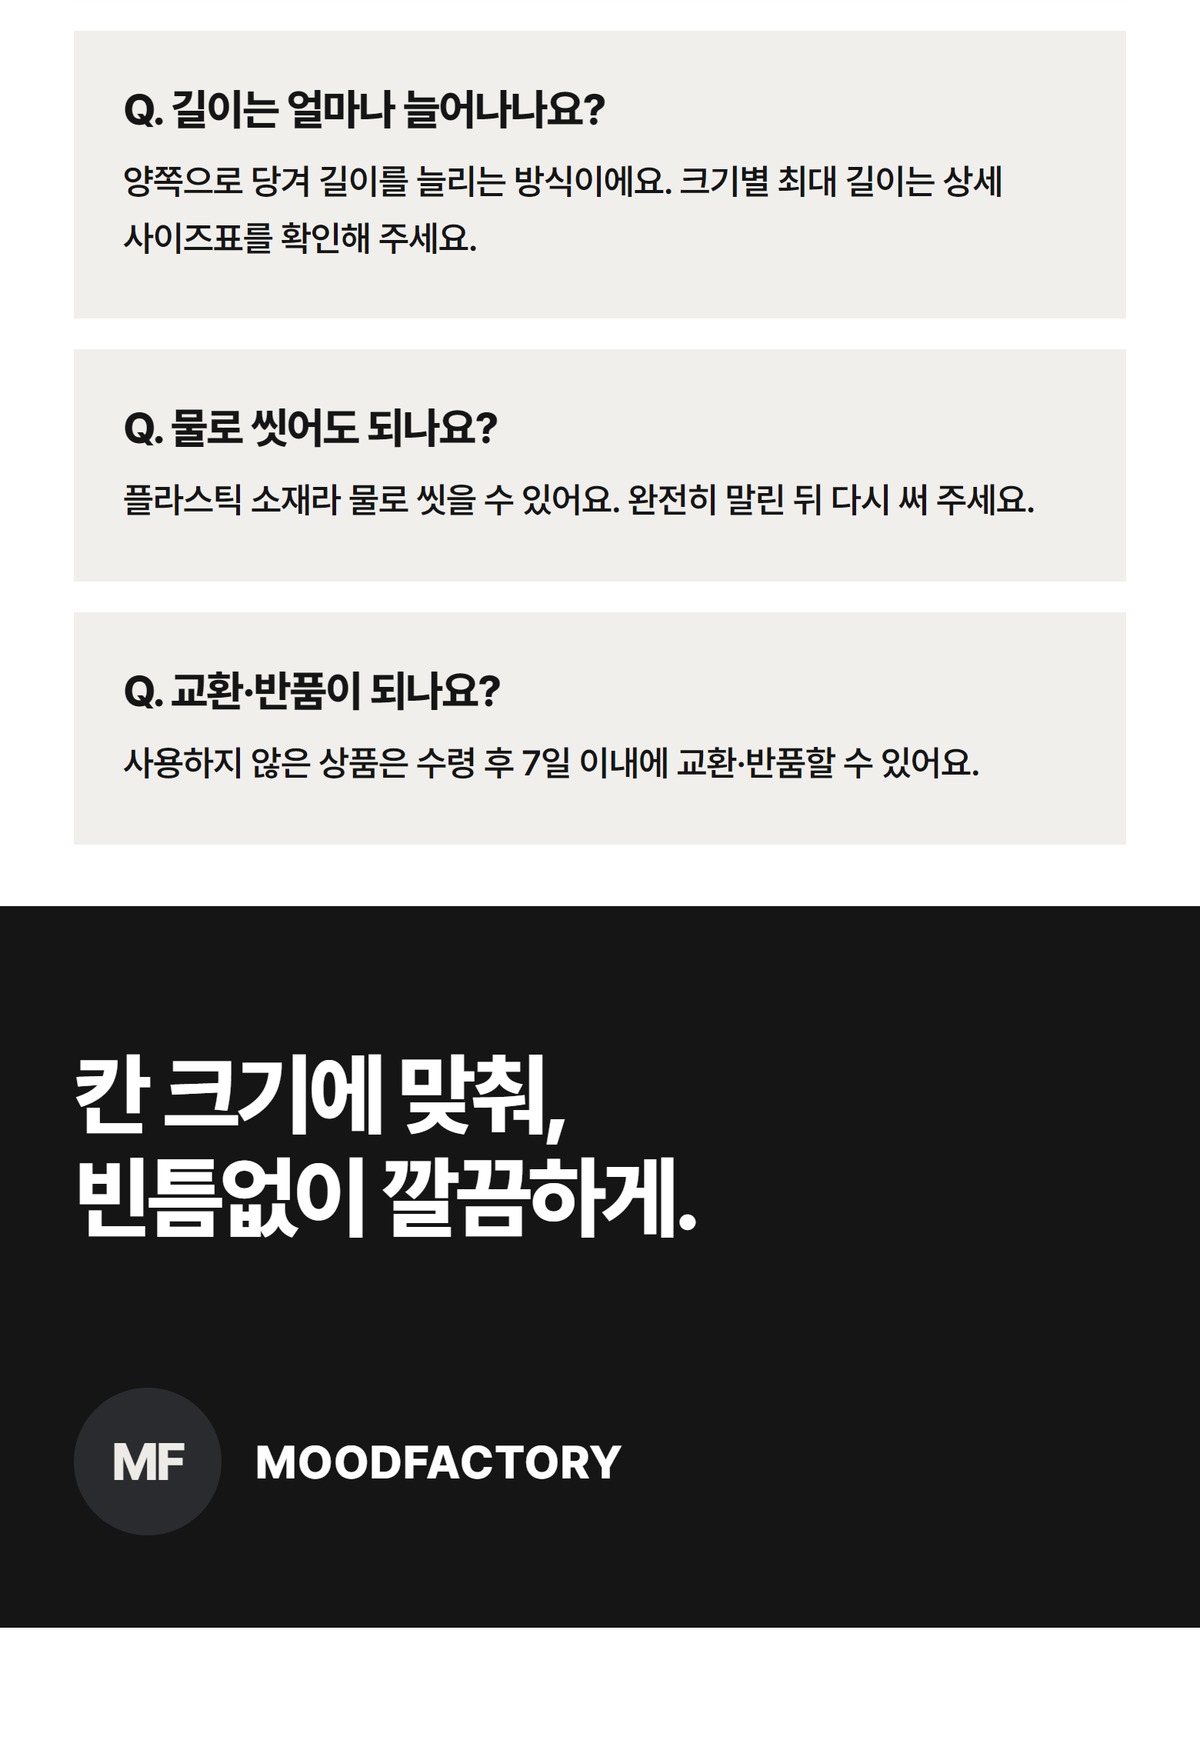 Q. 길이는 얼마나 늘어나나요?
양쪽으로 당겨 길이를 늘리는 방식이에요. 크기별 최대 길이는 상세
사이즈표를 확인해 주세요.
Q. 물로 씻어도 되나요?
플라스틱 소재라 물로 씻을 수 있어요. 완전히 말린 뒤 다시 써 주세요.
Q. 교환·반품이 되나요?
사용하지 않은 상품은 수령 후 7일 이내에 교환·반품할 수 있어요.
칸 크기에 맞춰,
빈틈없이 깔끔하게.
MF MOODFACTORY